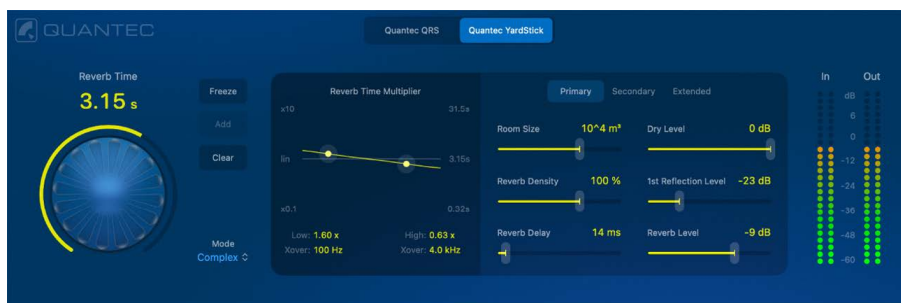 QUANTEC
Quantec QRS Quantec YardStick
Reverb Time
3.15 s
Freeze
Add
Clear
Mode
Complex
Reverb Time Multiplier
x10 31.5s
lin 3.15s
x0.1 0.32s
Low: 1.60 x High: 0.63 x
Xover: 100 Hz Xover: 4.0 kHz
Primary Secondary Extended
Room Size 10^4 m³ Dry Level 0 dB
Reverb Density 100 % 1st Reflection Level -23 dB
Reverb Delay 14 ms Reverb Level -9 dB
In Out
dB
6
0
-12
-24
-36
-48
-60